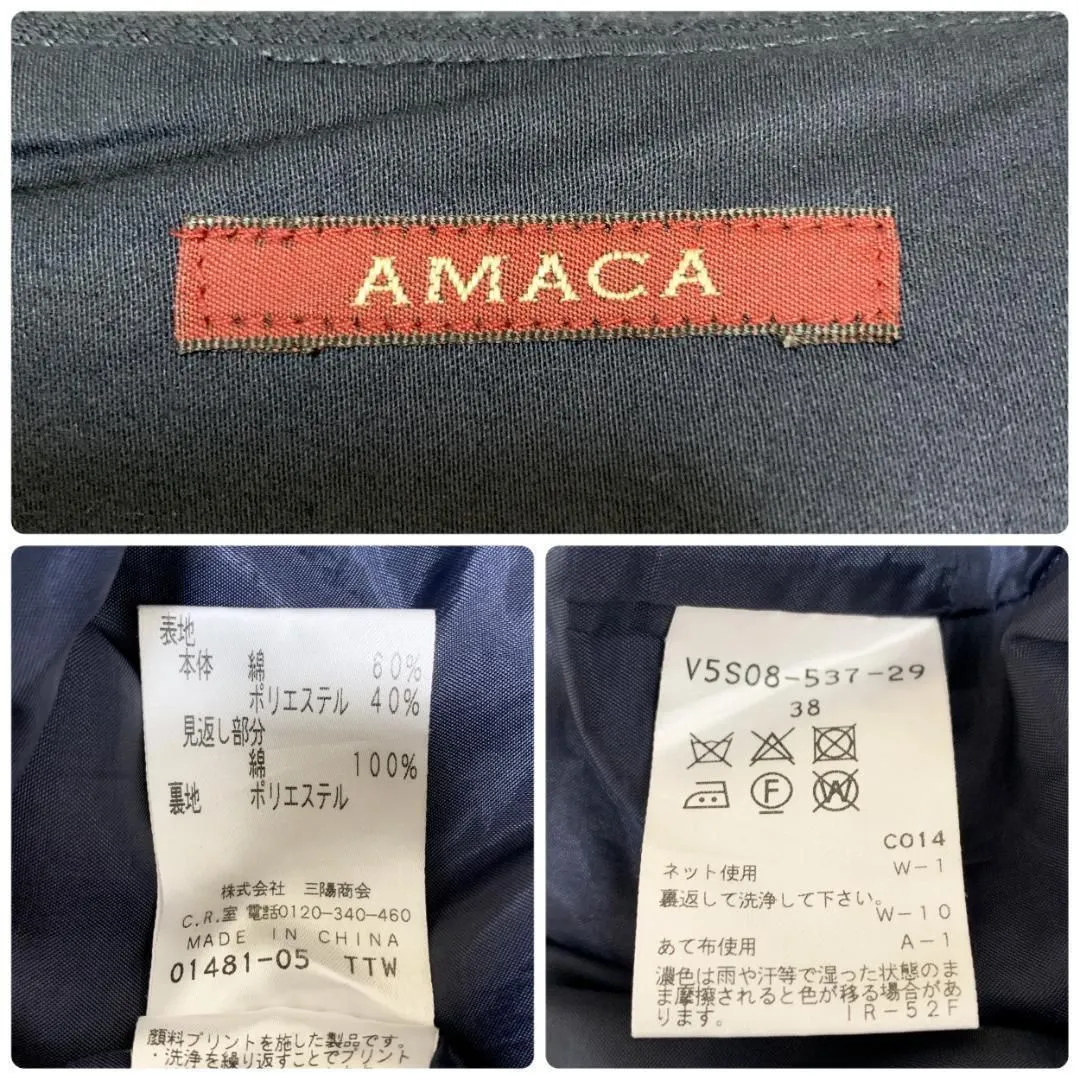 AMACA
表地
本体 綿 60%
ポリエステル 40%
見返し部分
綿 100%
裏地 ポリエステル
株式会社 三陽商会
C.R.室 電話0120-340-460
MADE IN CHINA
01481-05 TTW
顔料プリントを施した製品です。
・洗浄を繰り返すことでプリント
V5S08-537-29
38
F
W
C014
ネット使用 W-1
裏返して洗浄して下さい。
W-10
あて布使用 A-1
濃色は雨や汗等で湿った状態のま
ま摩擦されると色が移る場合があ
ります。 IR-52F